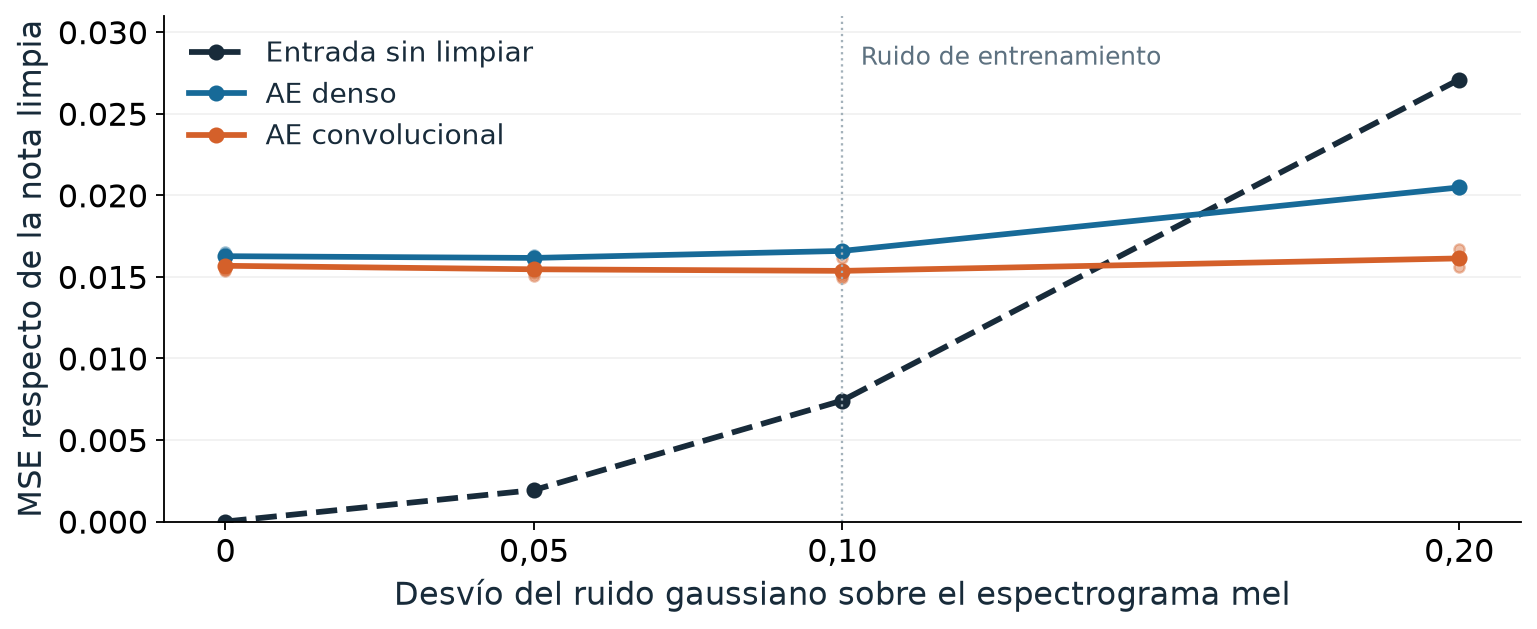 MSE respecto de la nota limpia
0.030
0.025
0.020
0.015
0.010
0.005
0.000
Entrada sin limpiar
AE denso
AE convolucional
Ruido de entrenamiento
0
0,05
0,10
0,20
Desvío del ruido gaussiano sobre el espectrograma mel